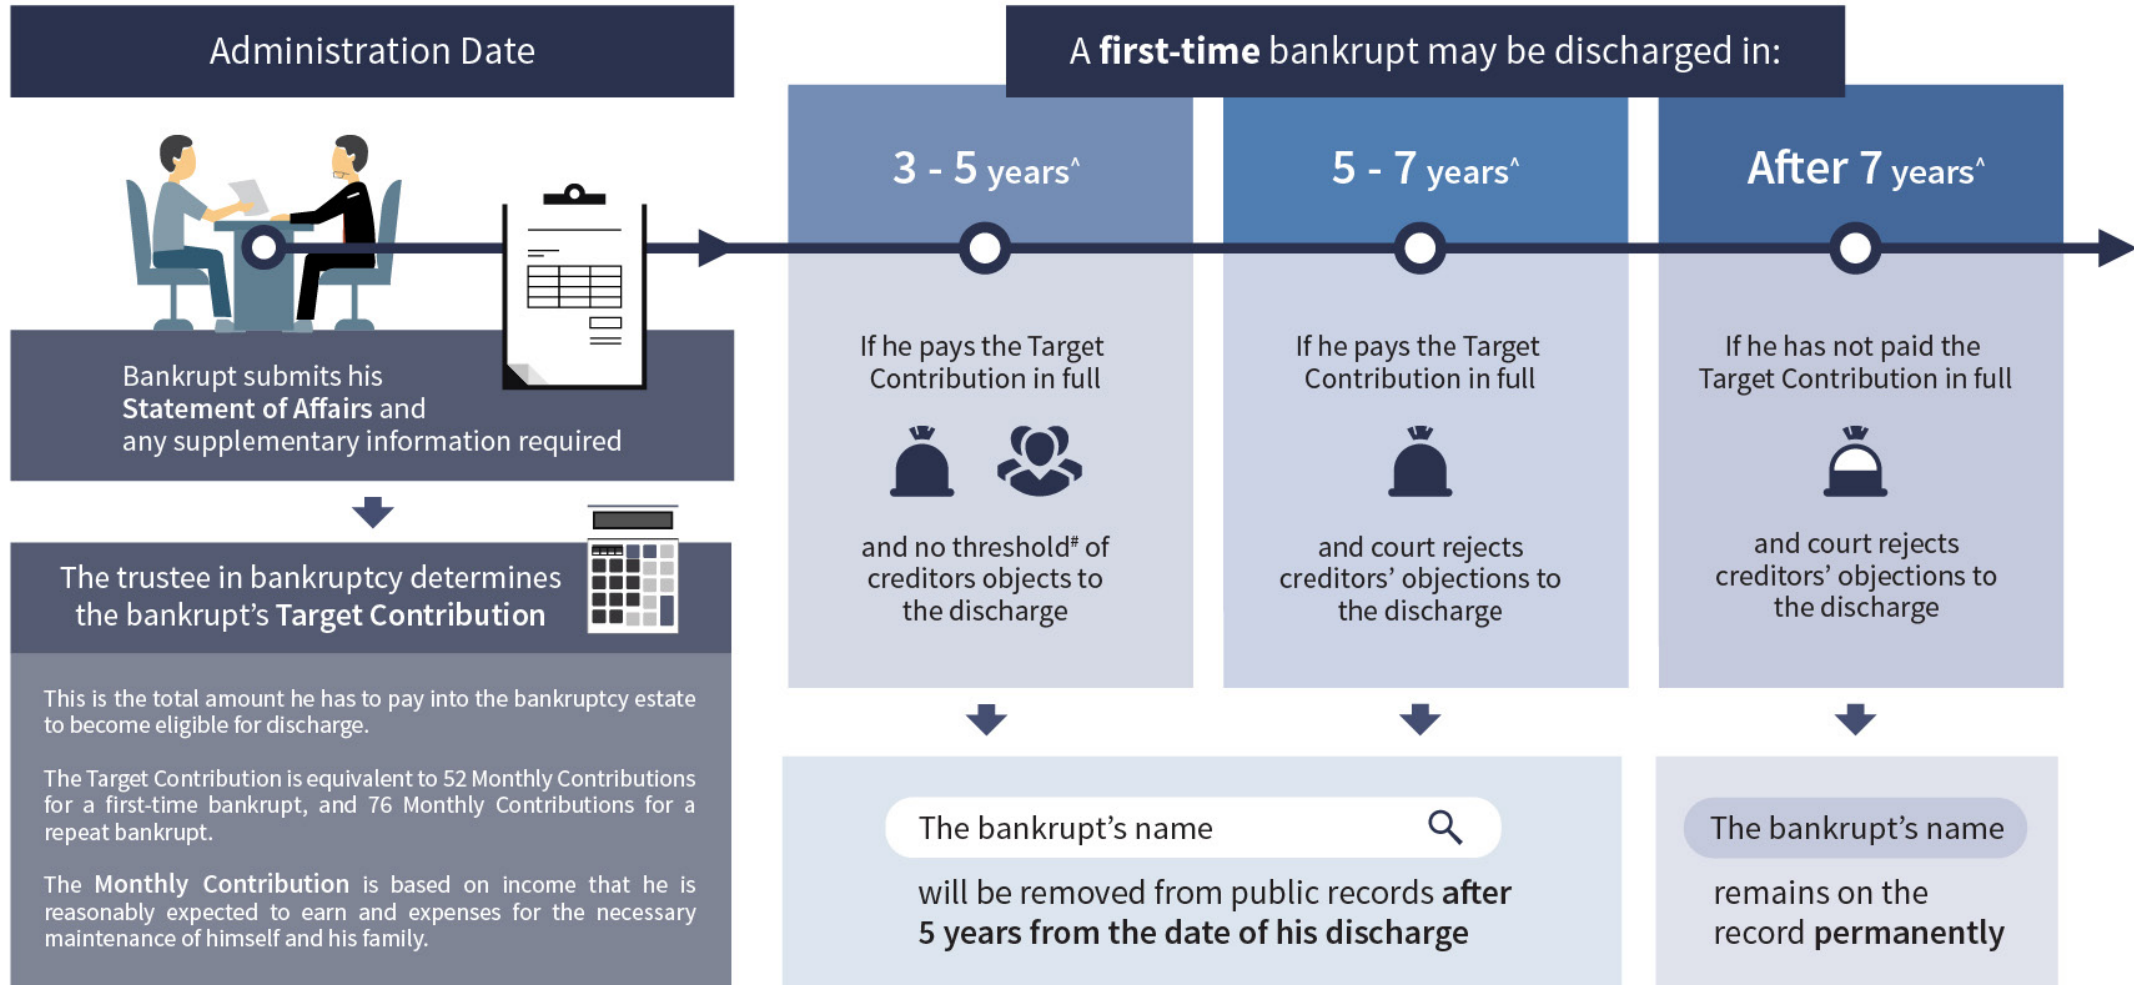 Administration Date
Bankrupt submits his
Statement of Affairs and
any supplementary information required
The trustee in bankruptcy determines
the bankrupt's Target Contribution
This is the total amount he has to pay into the bankruptcy estate
to become eligible for discharge.
The Target Contribution is equivalent to 52 Monthly Contributions
for a first-time bankrupt, and 76 Monthly Contributions for a
repeat bankrupt.
The Monthly Contribution is based on income that he is
reasonably expected to earn and expenses for the necessary
maintenance of himself and his family.
A first-time bankrupt may be discharged in:
3 - 5 years^
If he pays the Target
Contribution in full
and no threshold# of
creditors objects to
the discharge
5 - 7 years^
If he pays the Target
Contribution in full
and court rejects
creditors' objections to
the discharge
After 7 years^
If he has not paid the
Target Contribution in full
and court rejects
creditors' objections to
the discharge
The bankrupt's name
will be removed from public records after
5 years from the date of his discharge
The bankrupt's name
remains on the
record permanently